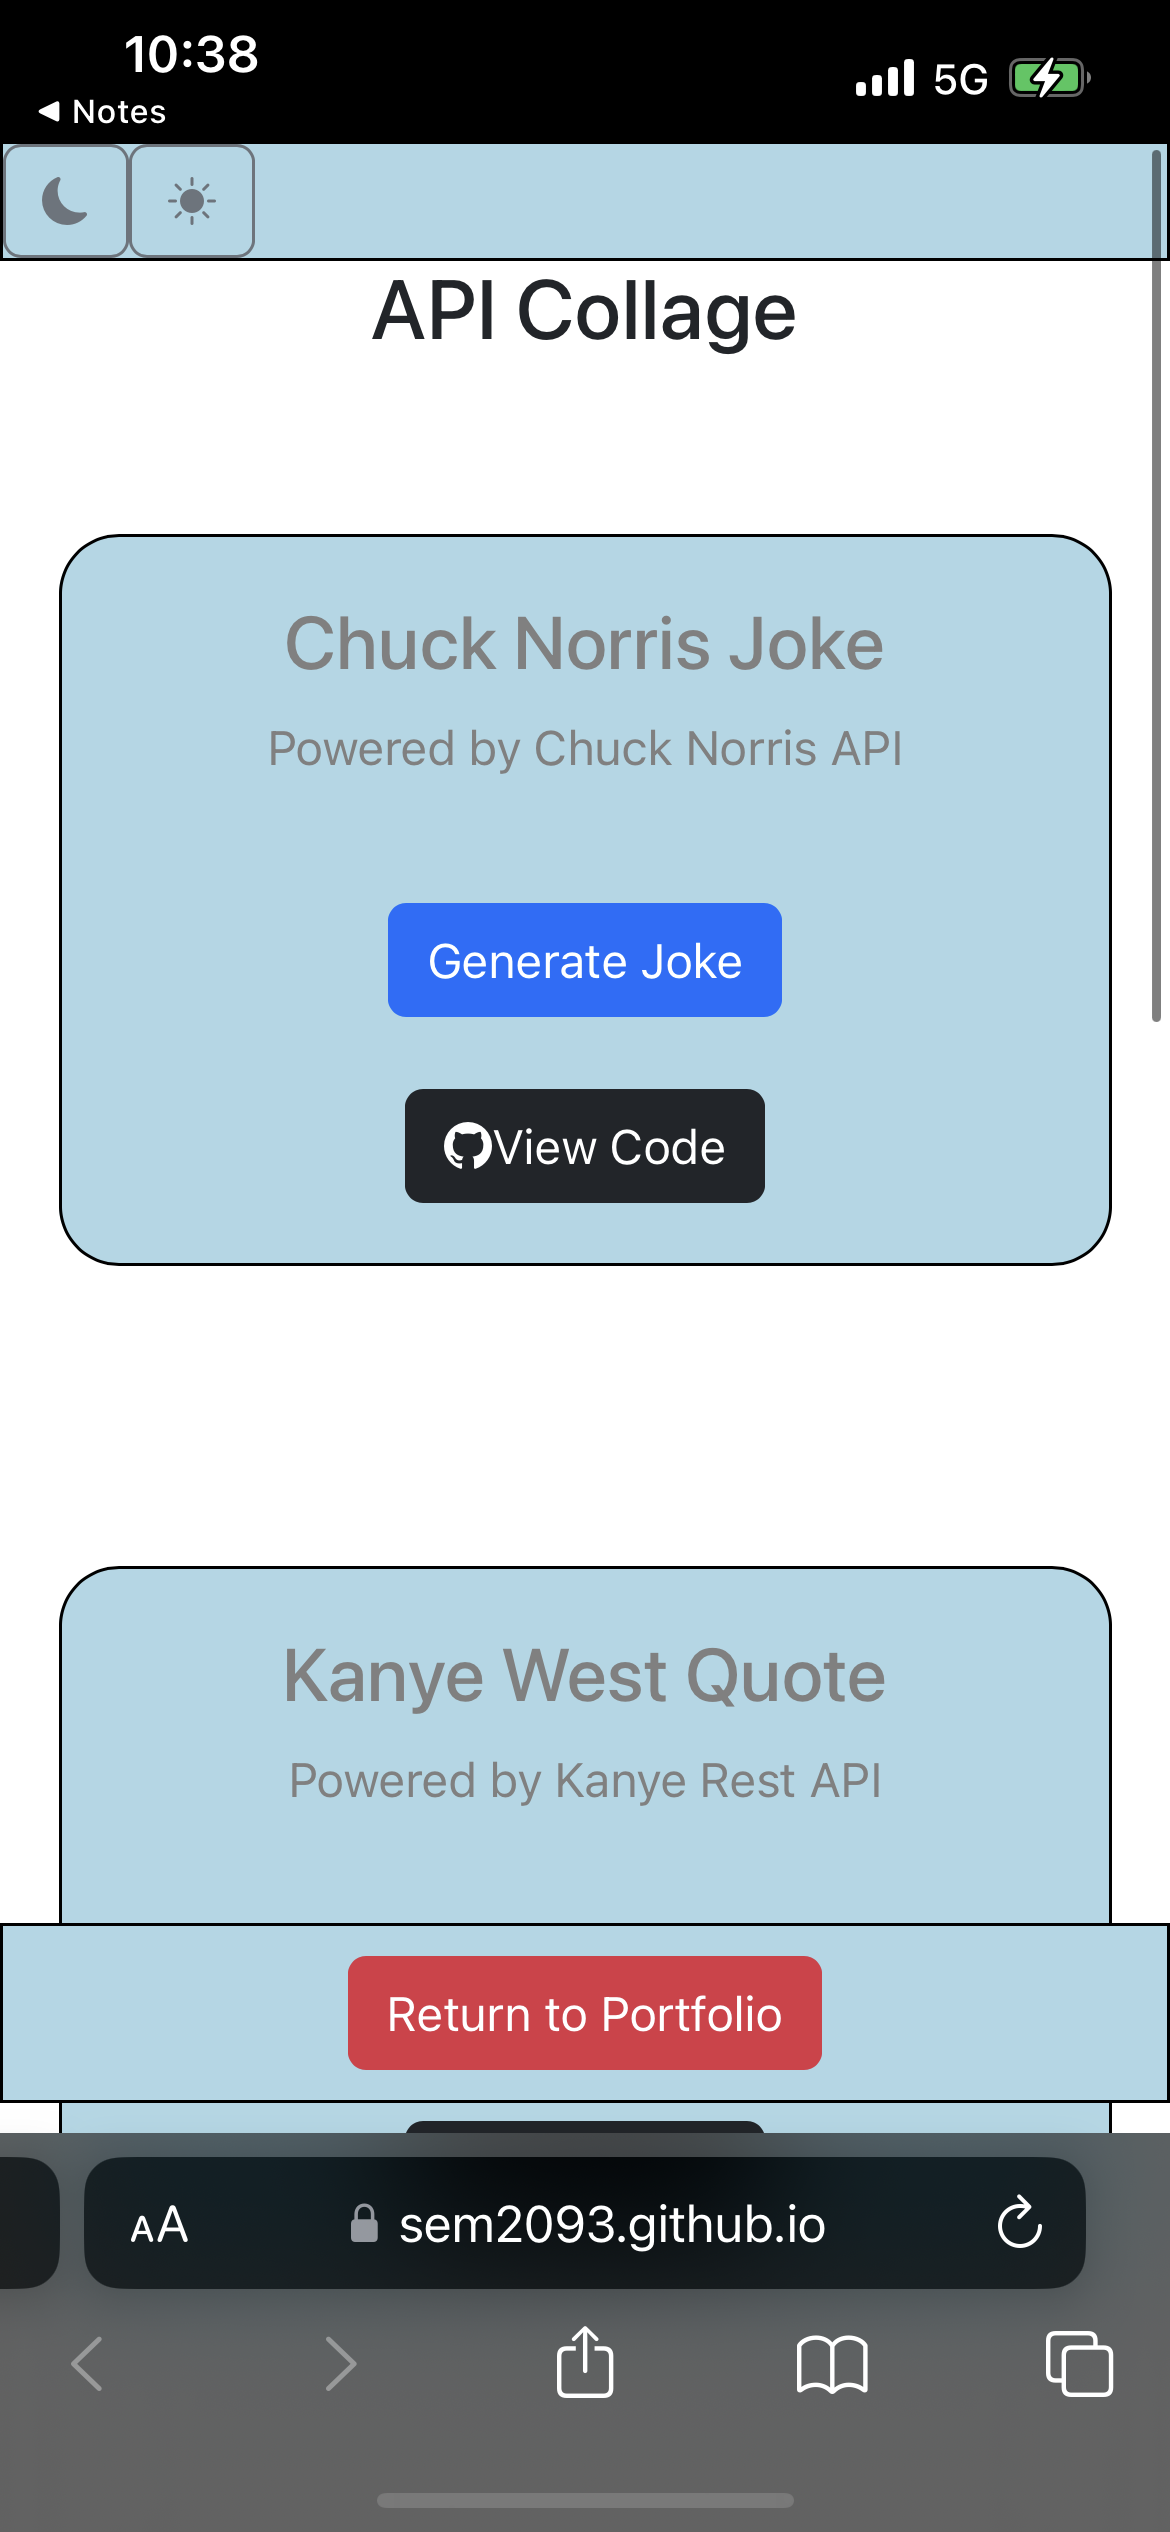 10:38
5G
Notes
API Collage
Chuck Norris Joke
Powered by Chuck Norris API
Generate Joke
View Code
Kanye West Quote
Powered by Kanye Rest API
Return to Portfolio
AA sem2093.github.io